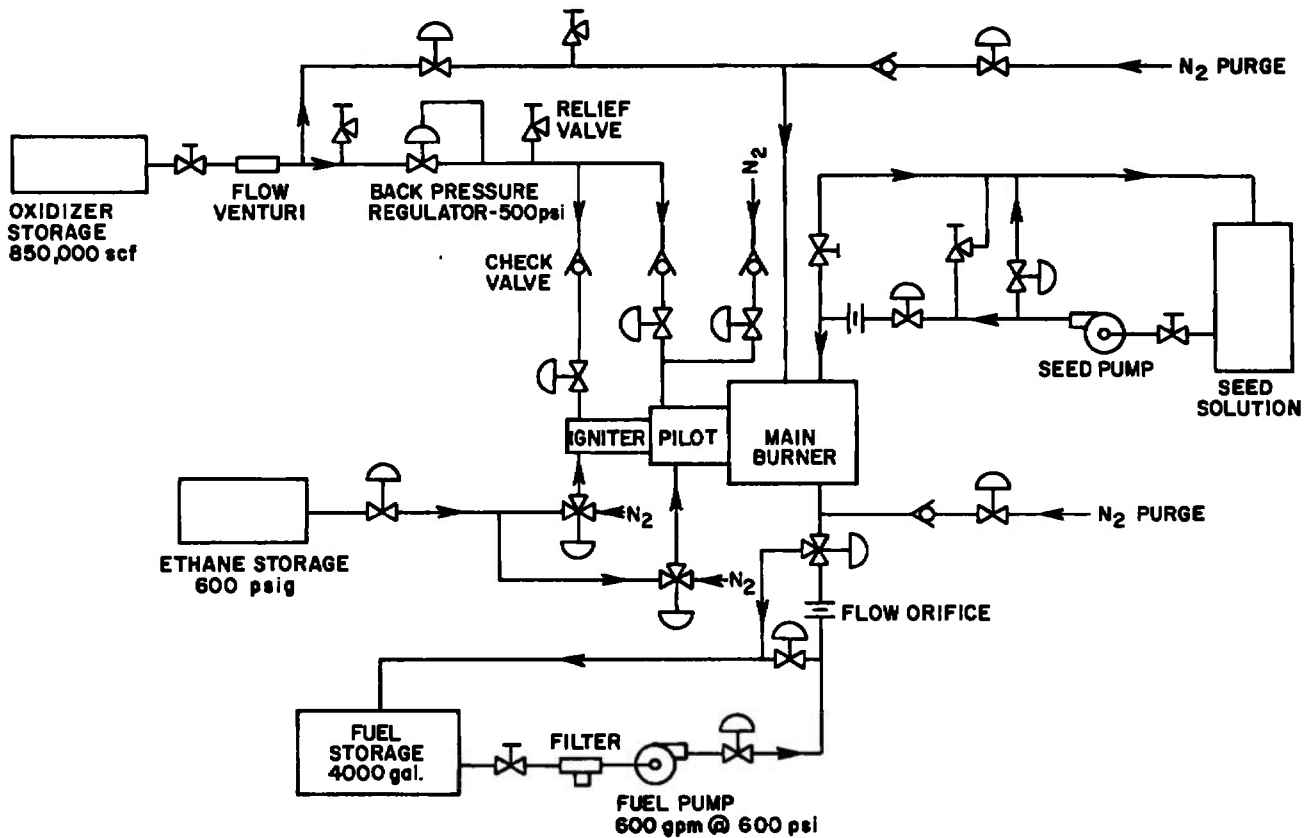 N2 PURGE
RELIEF
VALVE
N2
FLOW
VENTURI
BACK PRESSURE
REGULATOR-500psi
OXIDIZER
STORAGE
850,000 scf
CHECK
VALVE
SEED PUMP
SEED
SOLUTION
IGNITER
PILOT
MAIN
BURNER
N2
N2 PURGE
ETHANE STORAGE
600 psig
N2
FLOW ORIFICE
FUEL
STORAGE
4000 gal.
FILTER
FUEL PUMP
600 gpm @ 600 psi